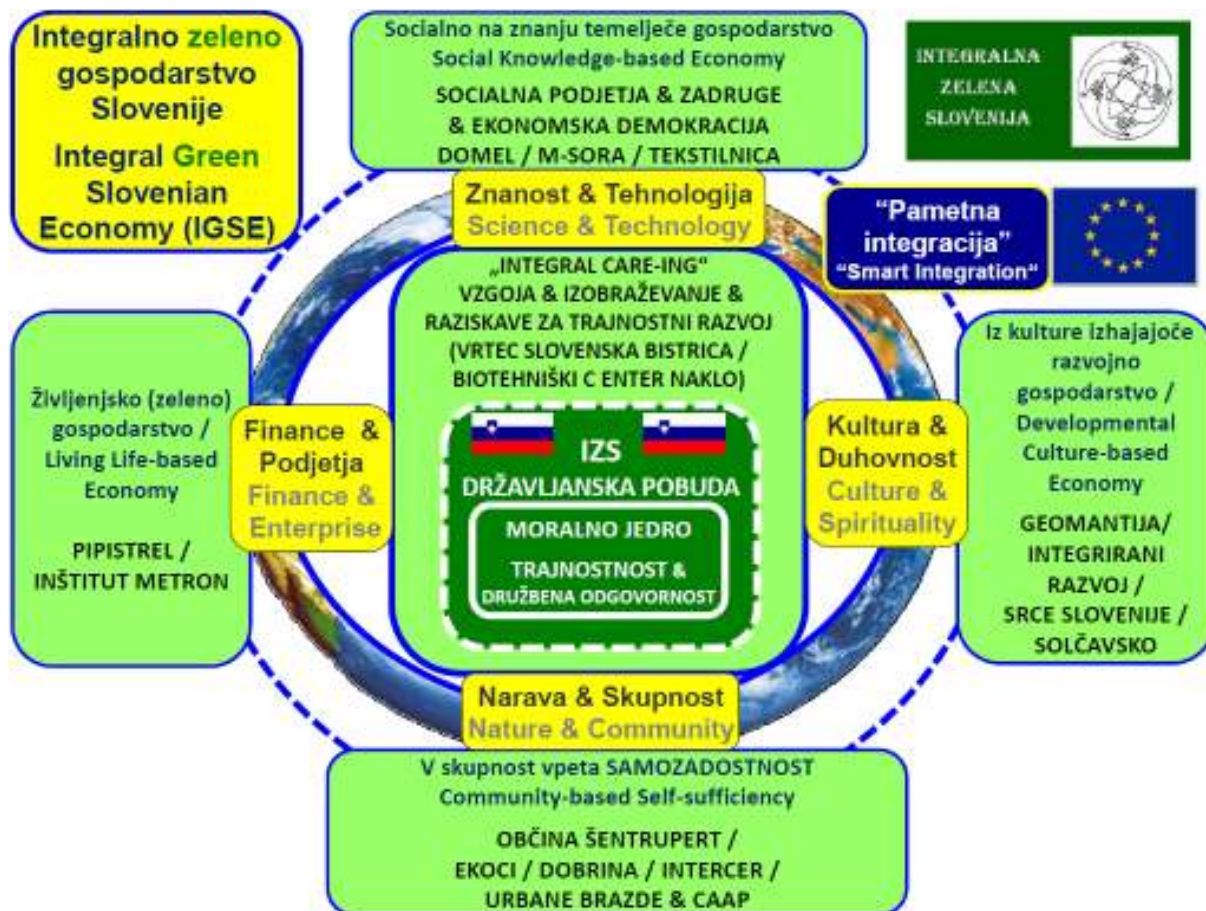 Integralno zeleno
gospodarstvo
Slovenije
Integral Green
Slovenian
Economy (IGSE)
Socialno na znanju temelječe gospodarstvo
Social Knowledge-based Economy
SOCIALNA PODJETJA & ZADRUGE
& EKONOMSKA DEMOKRACIJA
DOMEL / M-SORA / TEKSTILNICA
INTEGRALNA
ZELENA
SLOVENIJA
Znanost & Tehnologija
Science & Technology
“Pametna
integracija”
“Smart Integration“
„INTEGRAL CARE-ING“
VZGOJA & IZOBRAŽEVANJE &
RAZISKAVE ZA TRAJNOSTNI RAZVOJ
(VRTEC SLOVENSKA BISTRICA /
BIOTEHNIŠKI C ENTER NAKLO)
Življenjsko (zeleno)
gospodarstvo /
Living Life-based
Economy
PIPISTREL /
INŠTITUT METRON
Finance &
Podjetja
Finance &
Enterprise
IZS
DRŽAVLJANSKA POBUDA
MORALNO JEDRO
TRAJNOSTNOST &
DRUŽBENA ODGOVORNOST
Kultura &
Duhovnost
Culture &
Spirituality
Iz kulture izhajajoče
razvojno
gospodarstvo /
Developmental
Culture-based
Economy
GEOMANTIJA/
INTEGRIRANI
RAZVOJ /
SRCE SLOVENIJE /
SOLČAVSKO
Narava & Skupnost
Nature & Community
V skupnost vpeta SAMOZADOSTNOST
Community-based Self-sufficiency
OBČINA ŠENTRUPERT /
EKOCI / DOBRINA / INTERCER /
URBANE BRAZDE & CAAP